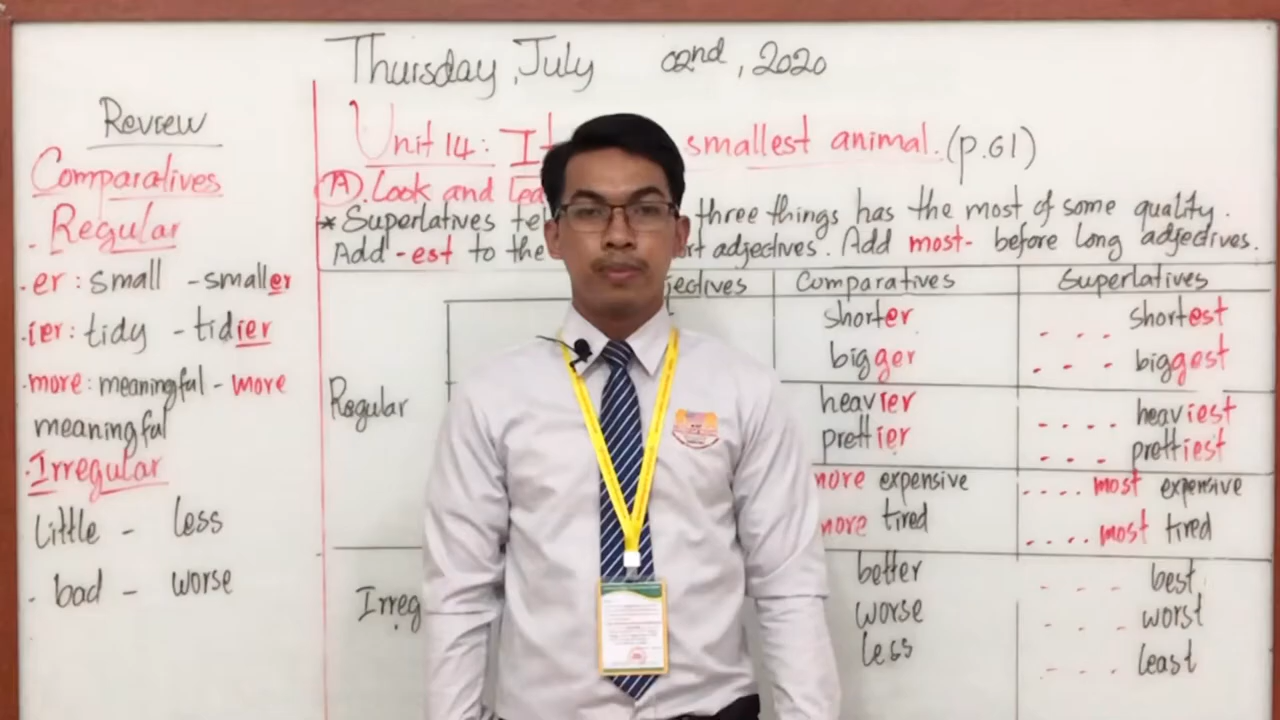 Thursday, July 02nd, 2020
Review
Comparatives
. Regular
.er : small - smaller
.ier : tidy - tidier
.more : meaningful - more
meaningful
.Irregular
little - less
. bad - worse
Unit 14 : smallest animal. (p.61)
(A). Look and
* Superlatives three things has the most of some quality.
Add -est to the adjectives. Add most- before long adjectives.
Comparatives Superlatives
Regular
shorter . . . shortest
bigger . . . biggest
heavier . . . . heaviest
prettier . . . prettiest
more expensive . . . . most expensive
more tired . . . . most tired
better . . . best
worse . . . worst
less . . . . least